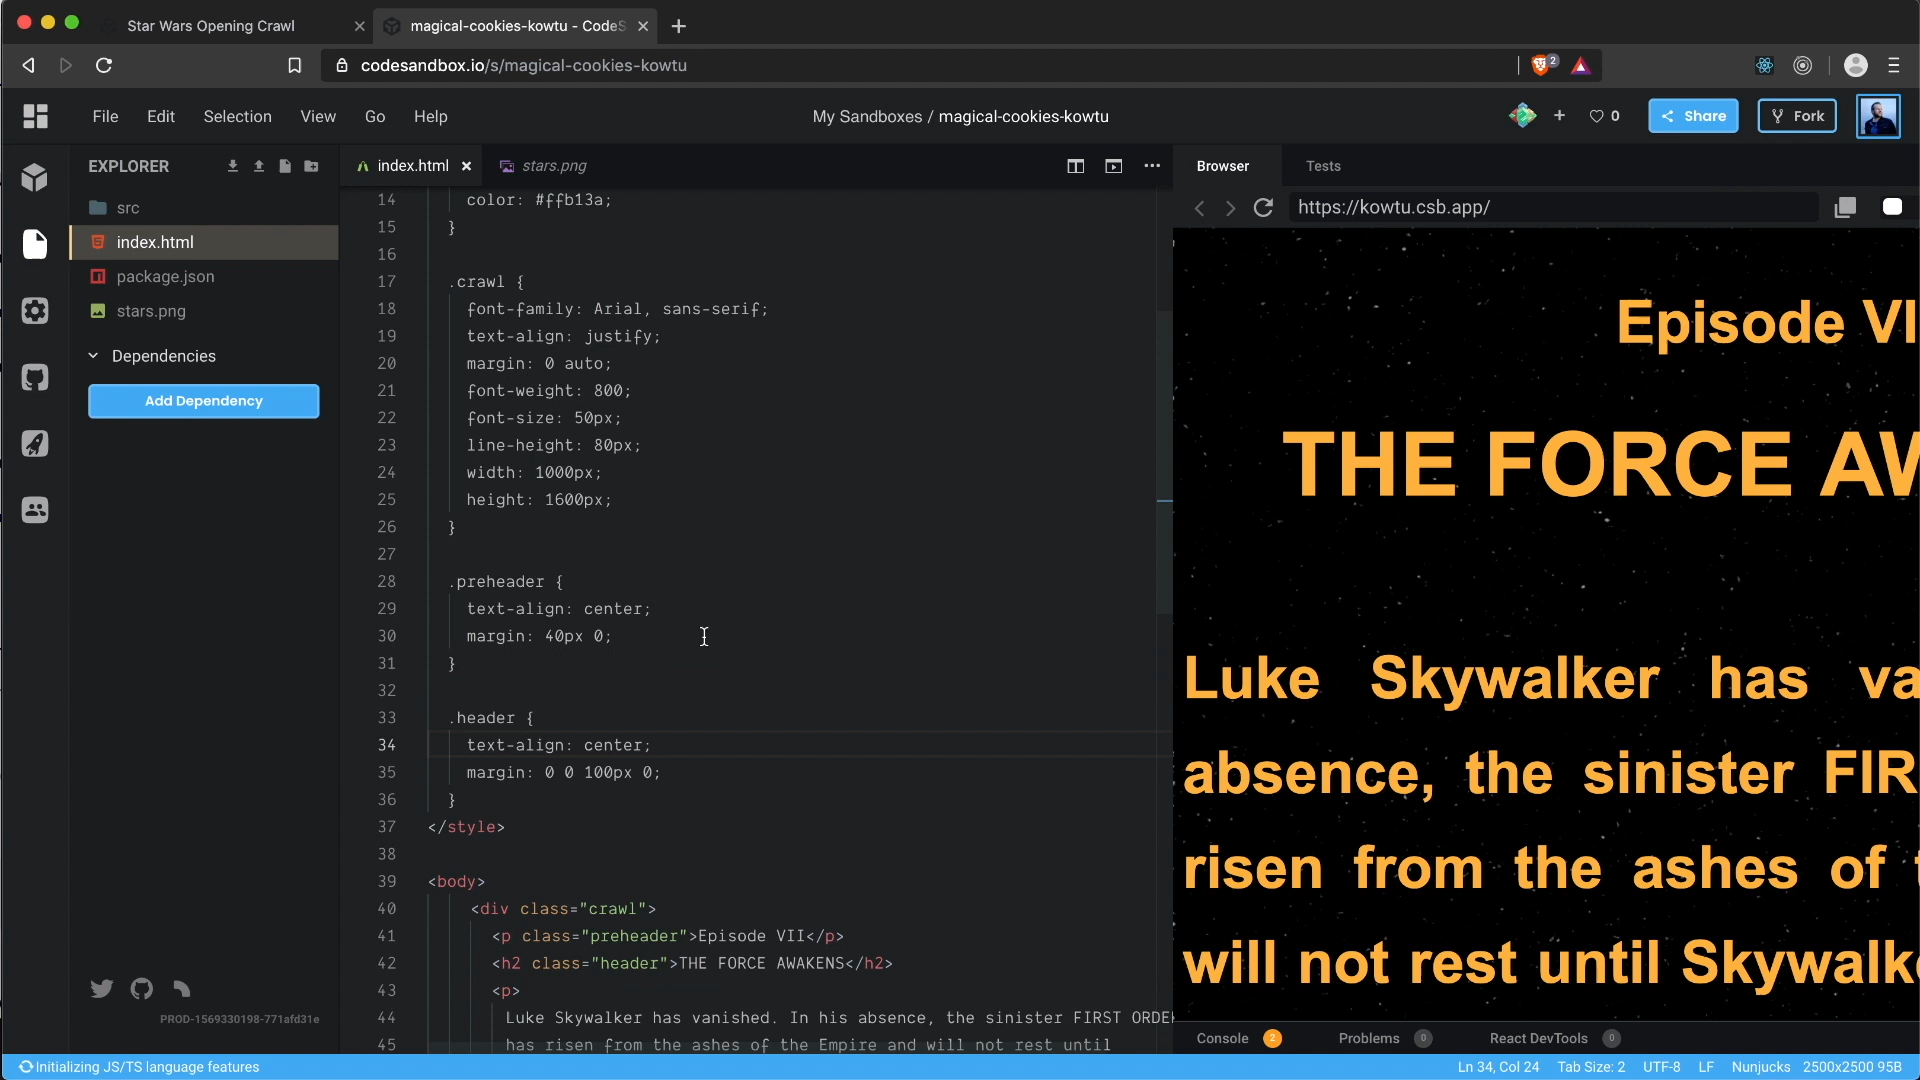 Star Wars Opening Crawl
magical-cookies-kowtu - CodeS
codesandbox.io/s/magical-cookies-kowtu
2
File Edit Selection View Go Help
My Sandboxes / magical-cookies-kowtu
0
Share
Fork
EXPLORER
src
index.html
package.json
stars.png
Dependencies
Add Dependency
PROD-1569330198-771afd31e
index.html
stars.png
14 color: #ffb13a;
15 }
16
17 .crawl {
18 font-family: Arial, sans-serif;
19 text-align: justify;
20 margin: 0 auto;
21 font-weight: 800;
22 font-size: 50px;
23 line-height: 80px;
24 width: 1000px;
25 height: 1600px;
26 }
27
28 .preheader {
29 text-align: center;
30 margin: 40px 0;
31 }
32
33 .header {
34 text-align: center;
35 margin: 0 0 100px 0;
36 }
37 </style>
38
39 <body>
40 <div class="crawl">
41 <p class="preheader">Episode VII</p>
42 <h2 class="header">THE FORCE AWAKENS</h2>
43 <p>
44 Luke Skywalker has vanished. In his absence, the sinister FIRST ORDE
45 has risen from the ashes of the Empire and will not rest until
Browser Tests
https://kowtu.csb.app/
Episode VI
THE FORCE AW
Luke Skywalker has va
absence, the sinister FIR
risen from the ashes of t
will not rest until Skywalk
Console 2 Problems 0 React DevTools 0
Initializing JS/TS language features
Ln 34, Col 24 Tab Size: 2 UTF-8 LF Nunjucks 2500x2500 95B